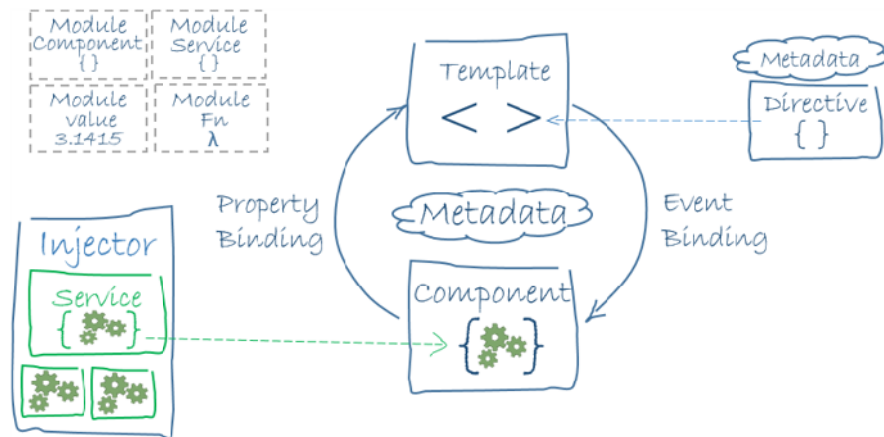 Module
Component
{ }
Module
Service
{ }
Module
value
3.1415
Module
Fn
λ
Template
< >
Metadata
Directive
{ }
Property
Binding
Metadata
Event
Binding
Injector
Service
{ }
Component
{ }